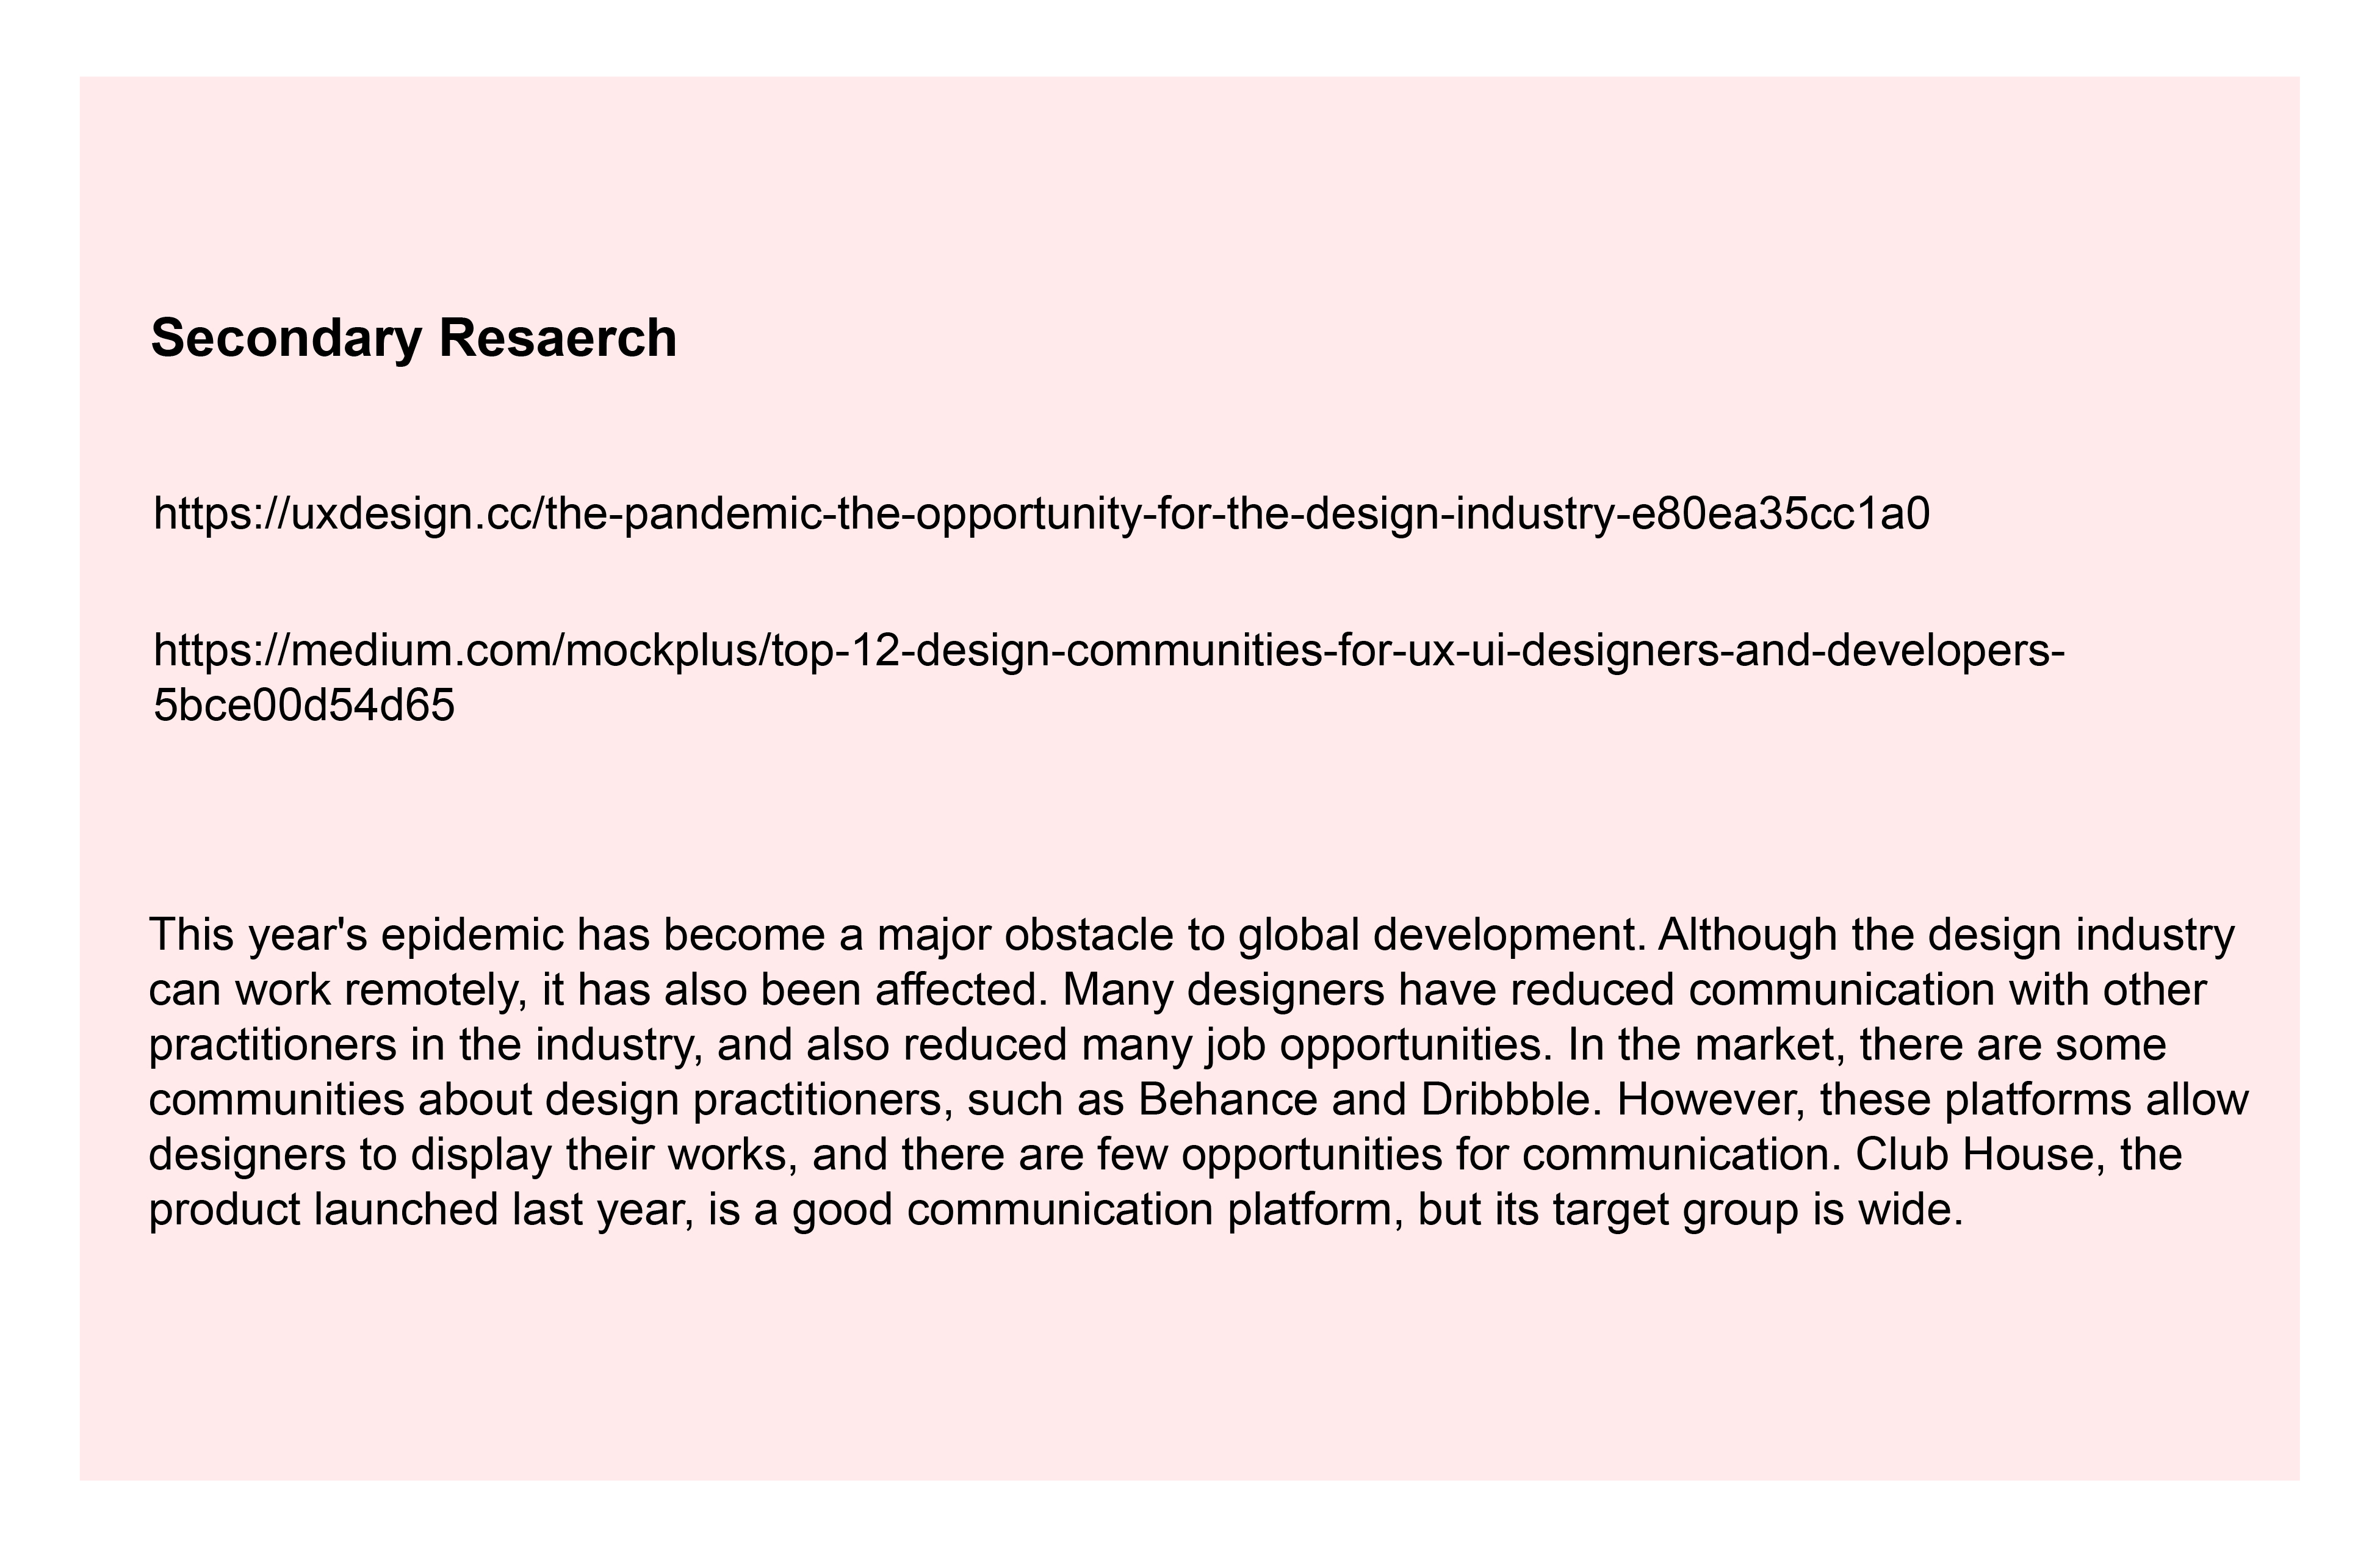 Secondary Resaerch
https://uxdesign.cc/the-pandemic-the-opportunity-for-the-design-industry-e80ea35cc1a0
https://medium.com/mockplus/top-12-design-communities-for-ux-ui-designers-and-developers-
5bce00d54d65
This year's epidemic has become a major obstacle to global development. Although the design industry
can work remotely, it has also been affected. Many designers have reduced communication with other
practitioners in the industry, and also reduced many job opportunities. In the market, there are some
communities about design practitioners, such as Behance and Dribbble. However, these platforms allow
designers to display their works, and there are few opportunities for communication. Club House, the
product launched last year, is a good communication platform, but its target group is wide.